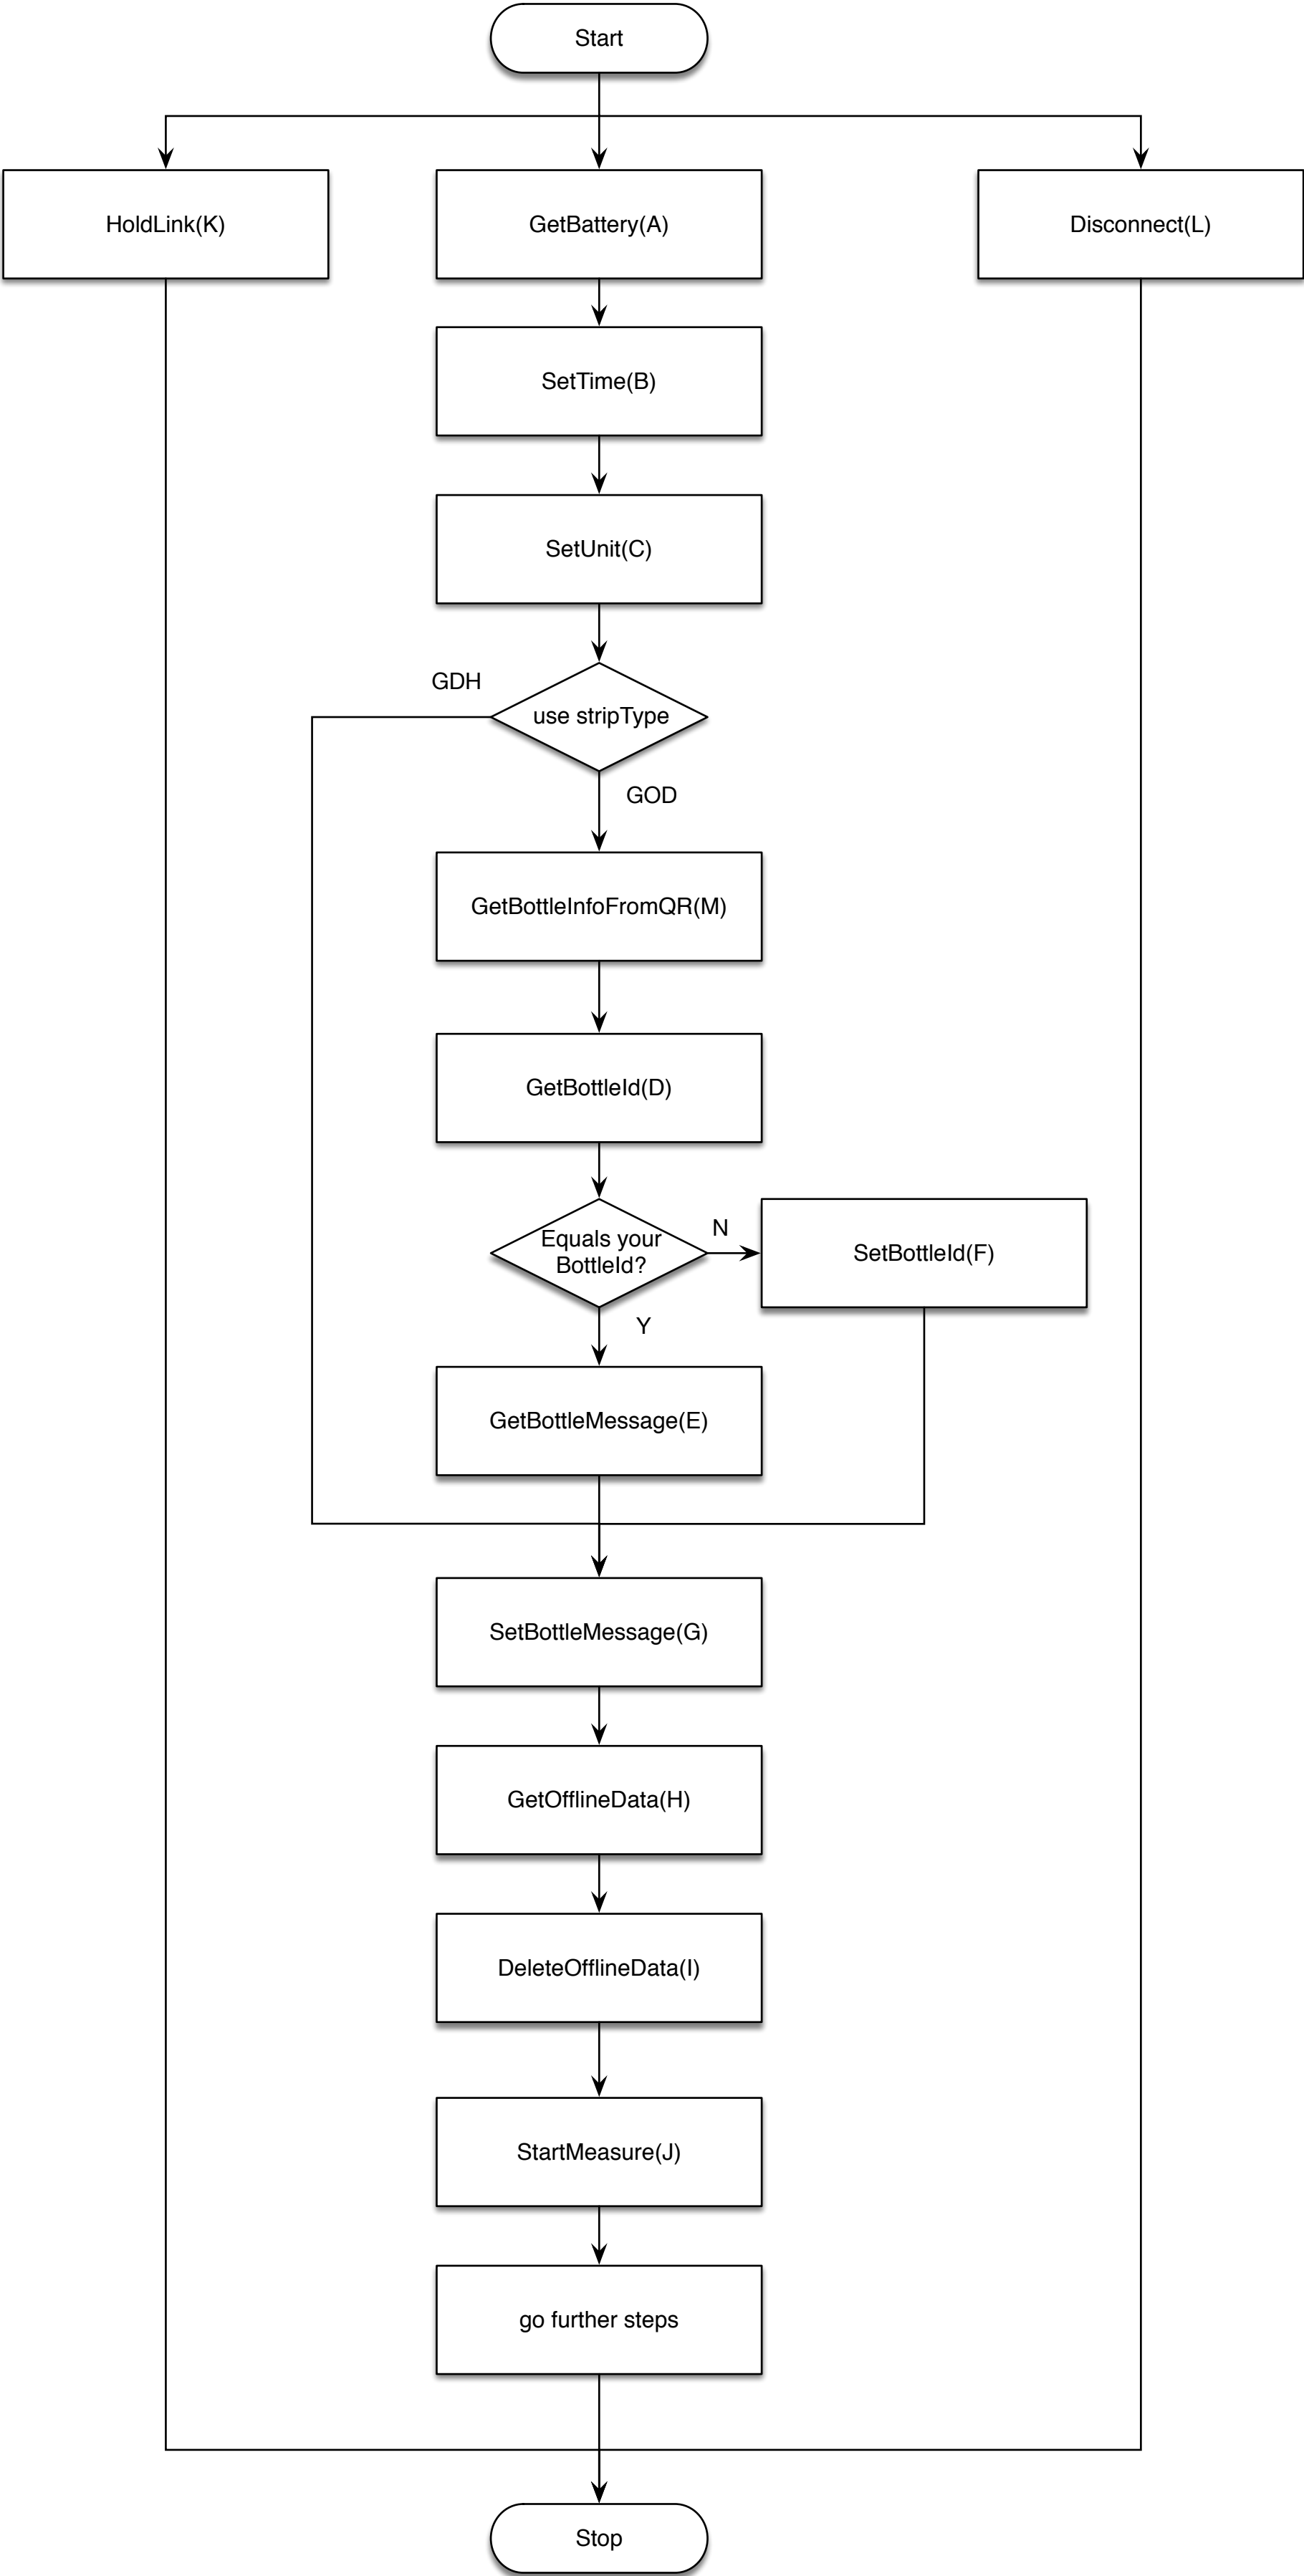 Start
HoldLink(K)
GetBattery(A)
Disconnect(L)
SetTime(B)
SetUnit(C)
GDH
use stripType
GOD
GetBottleInfoFromQR(M)
GetBottleId(D)
Equals your
BottleId?
N
SetBottleId(F)
Y
GetBottleMessage(E)
SetBottleMessage(G)
GetOfflineData(H)
DeleteOfflineData(I)
StartMeasure(J)
go further steps
Stop